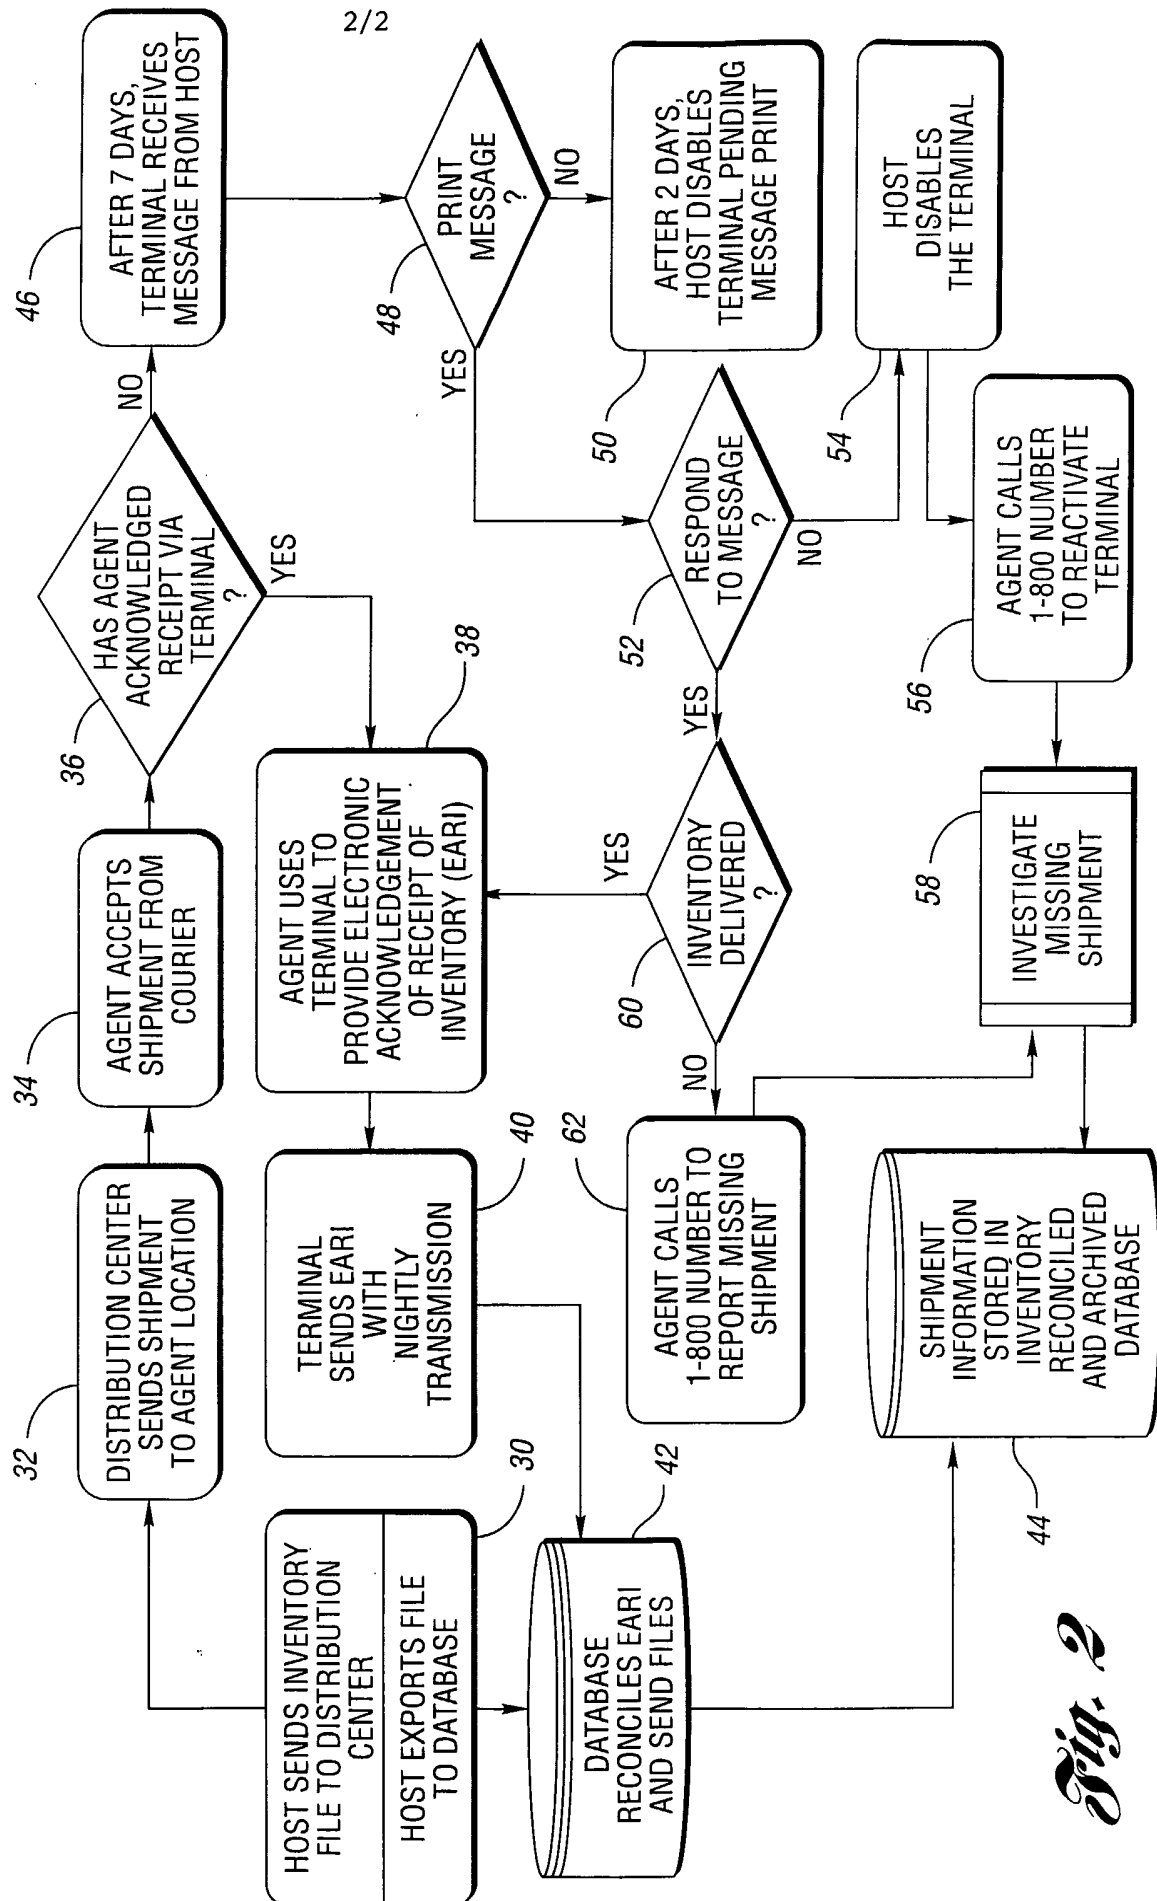 2/2
32
DISTRIBUTION CENTER
SENDS SHIPMENT
TO AGENT LOCATION
34
AGENT ACCEPTS
SHIPMENT FROM
COURIER
36
HAS AGENT
ACKNOWLEDGED
RECEIPT VIA
TERMINAL
?
NO
YES
46
AFTER 7 DAYS,
TERMINAL RECEIVES
MESSAGE FROM HOST
HOST SENDS INVENTORY
FILE TO DISTRIBUTION
CENTER
HOST EXPORTS FILE
TO DATABASE
30
TERMINAL
SENDS EARI
WITH
NIGHTLY
TRANSMISSION
40
AGENT USES
TERMINAL TO
PROVIDE ELECTRONIC
ACKNOWLEDGEMENT
OF RECEIPT OF
INVENTORY (EARI)
38
48
PRINT
MESSAGE
?
YES
NO
DATABASE
RECONCILES EARI
AND SEND FILES
42
62
AGENT CALLS
1-800 NUMBER TO
REPORT MISSING
SHIPMENT
NO
60
INVENTORY
DELIVERED
?
YES
YES
52
RESPOND
TO MESSAGE
?
NO
50
AFTER 2 DAYS,
HOST DISABLES
TERMINAL PENDING
MESSAGE PRINT
54
HOST
DISABLES
THE TERMINAL
SHIPMENT
INFORMATION
STORED IN
INVENTORY
RECONCILED
AND ARCHIVED
DATABASE
44
58
INVESTIGATE
MISSING
SHIPMENT
56
AGENT CALLS
1-800 NUMBER
TO REACTIVATE
TERMINAL
Fig. 2